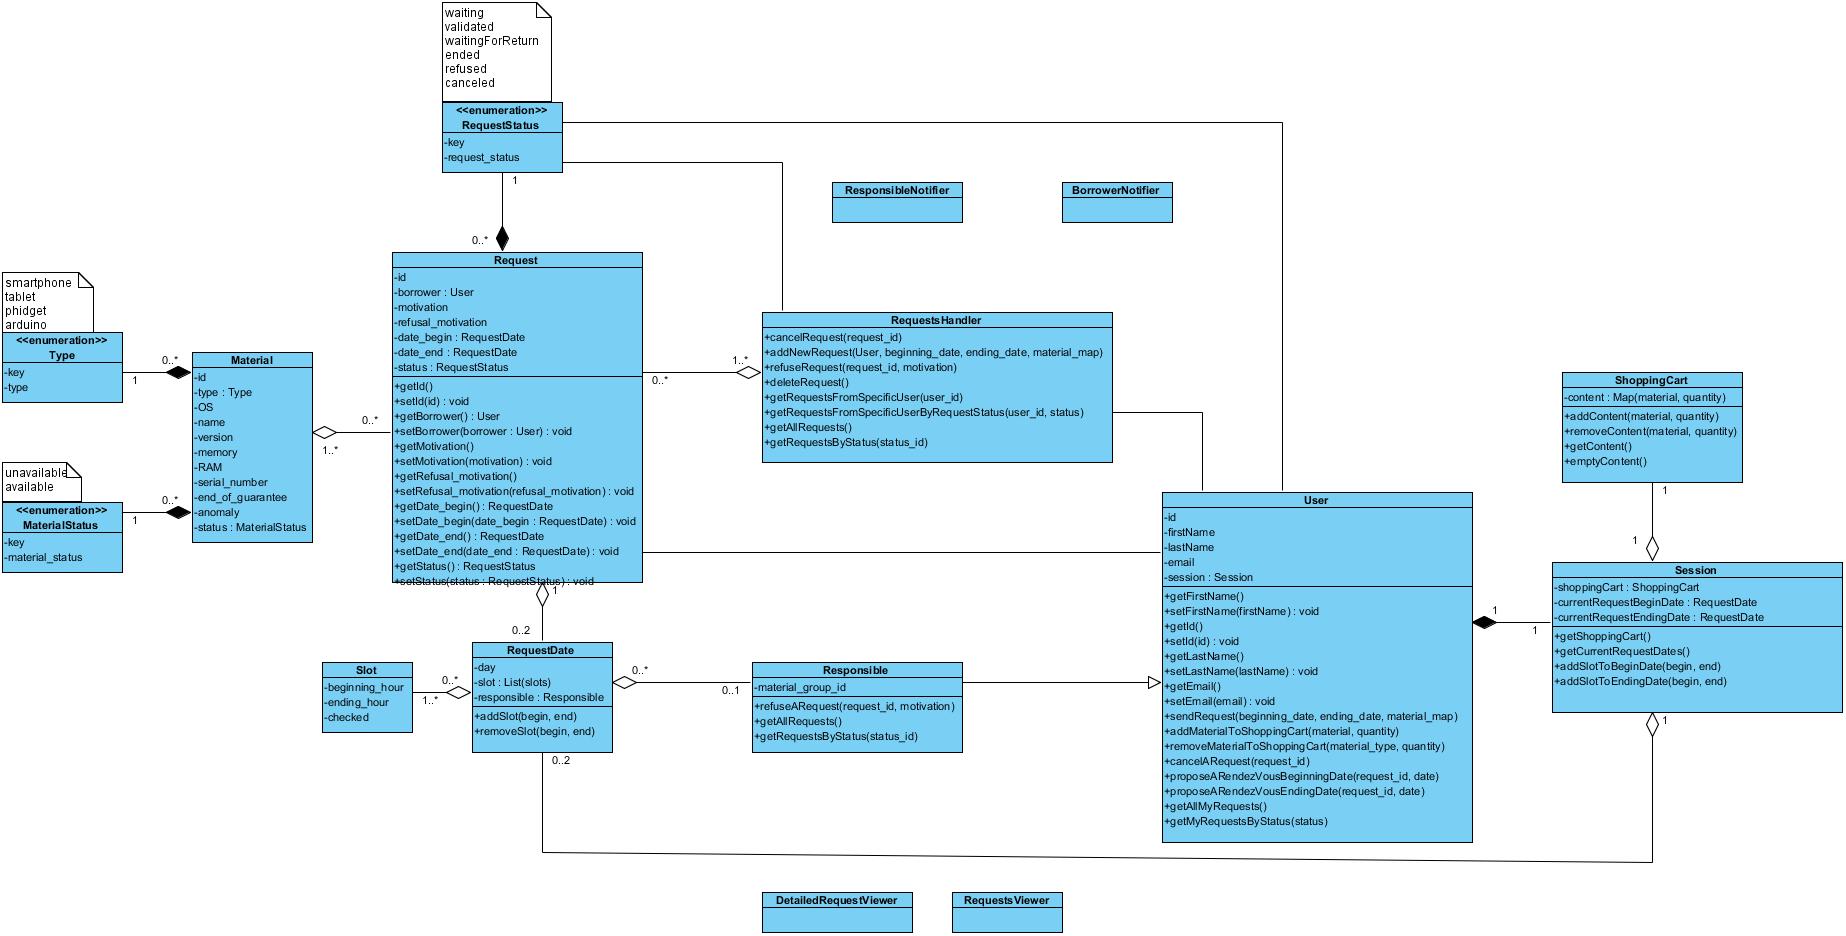 waiting
validated
waitingForReturn
ended
refused
canceled
<<enumeration>>
RequestStatus
-key
-request_status
1
0..*
ResponsibleNotifier
BorrowerNotifier
smartphone
tablet
phidget
arduino
<<enumeration>>
Type
-key
-type
1
0..*
unavailable
available
<<enumeration>>
MaterialStatus
-key
-material_status
1
0..*
Material
-id
-type : Type
-OS
-name
-version
-memory
-RAM
-serial_number
-end_of_guarantee
-anomaly
-status : MaterialStatus
1..*
0..*
Request
-id
-borrower : User
-motivation
-refusal_motivation
-date_begin : RequestDate
-date_end : RequestDate
-status : RequestStatus
+getId()
+setId(id) : void
+getBorrower() : User
+setBorrower(borrower : User) : void
+getMotivation()
+setMotivation(motivation) : void
+getRefusal_motivation()
+setRefusal_motivation(refusal_motivation) : void
+getDate_begin() : RequestDate
+setDate_begin(date_begin : RequestDate) : void
+getDate_end() : RequestDate
+setDate_end(date_end : RequestDate) : void
+getStatus() : RequestStatus
+setStatus(status : RequestStatus) : void
0..*
1..*
RequestsHandler
+cancelRequest(request_id)
+addNewRequest(User, beginning_date, ending_date, material_map)
+refuseRequest(request_id, motivation)
+deleteRequest()
+getRequestsFromSpecificUser(user_id)
+getRequestsFromSpecificUserByRequestStatus(user_id, status)
+getAllRequests()
+getRequestsByStatus(status_id)
ShoppingCart
-content : Map(material, quantity)
+addContent(material, quantity)
+removeContent(material, quantity)
+getContent()
+emptyContent()
1
1
User
-id
-firstName
-lastName
-email
-session : Session
+getFirstName()
+setFirstName(firstName) : void
+getId()
+setId(id) : void
+getLastName()
+setLastName(lastName) : void
+getEmail()
+setEmail(email) : void
+sendRequest(beginning_date, ending_date, material_map)
+addMaterialToShoppingCart(material, quantity)
+removeMaterialToShoppingCart(material_type, quantity)
+cancelARequest(request_id)
+proposeARendezVousBeginningDate(request_id, date)
+proposeARendezVousEndingDate(request_id, date)
+getAllMyRequests()
+getMyRequestsByStatus(status)
1
1
Session
-shoppingCart : ShoppingCart
-currentRequestBeginDate : RequestDate
-currentRequestEndingDate : RequestDate
+getShoppingCart()
+getCurrentRequestDates()
+addSlotToBeginDate(begin, end)
+addSlotToEndingDate(begin, end)
1
1
0..2
Slot
-beginning_hour
-ending_hour
-checked
0..*
1..*
RequestDate
-day
-slot : List(slots)
-responsible : Responsible
+addSlot(begin, end)
+removeSlot(begin, end)
0..2
0..*
0..1
Responsible
-material_group_id
+refuseARequest(request_id, motivation)
+getAllRequests()
+getRequestsByStatus(status_id)
DetailedRequestViewer
RequestsViewer